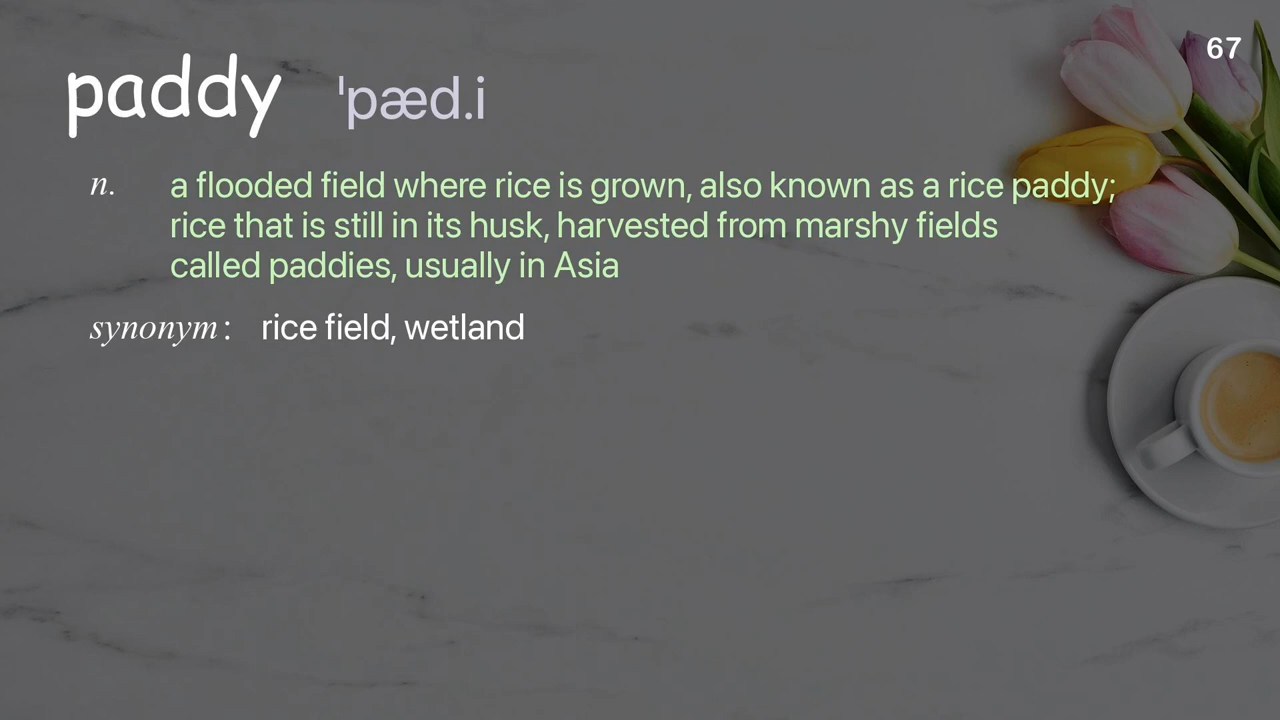 67
paddy ˈpæd.i
n. a flooded field where rice is grown, also known as a rice paddy;
rice that is still in its husk, harvested from marshy fields
called paddies, usually in Asia
synonym: rice field, wetland